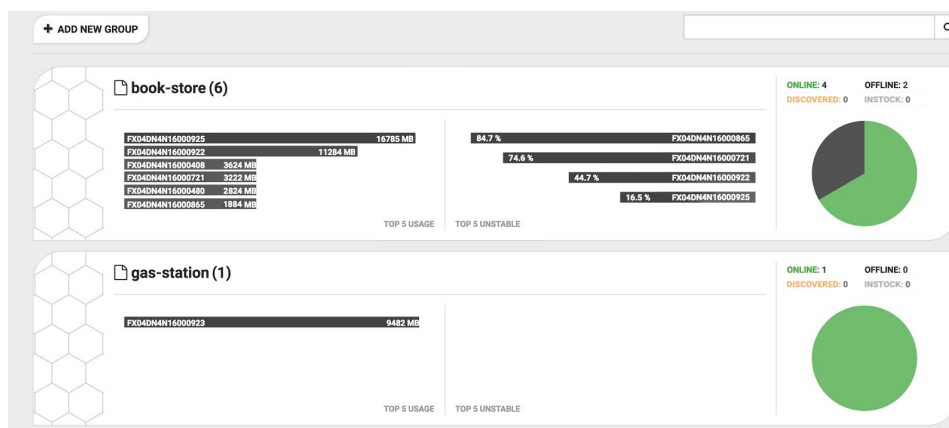 + ADD NEW GROUP
book-store (6)
ONLINE: 4 OFFLINE: 2
DISCOVERED: 0 INSTOCK: 0
FX04DN4N16000925 16785 MB
FX04DN4N16000922 11284 MB
FX04DN4N16000408 3624 MB
FX04DN4N16000721 3222 MB
FX04DN4N16000480 2824 MB
FX04DN4N16000865 1884 MB
TOP 5 USAGE
84.7 % FX04DN4N16000865
74.6 % FX04DN4N16000721
44.7 % FX04DN4N16000922
16.5 % FX04DN4N16000925
TOP 5 UNSTABLE
gas-station (1)
ONLINE: 1 OFFLINE: 0
DISCOVERED: 0 INSTOCK: 0
FX04DN4N16000923 9482 MB
TOP 5 USAGE
TOP 5 UNSTABLE